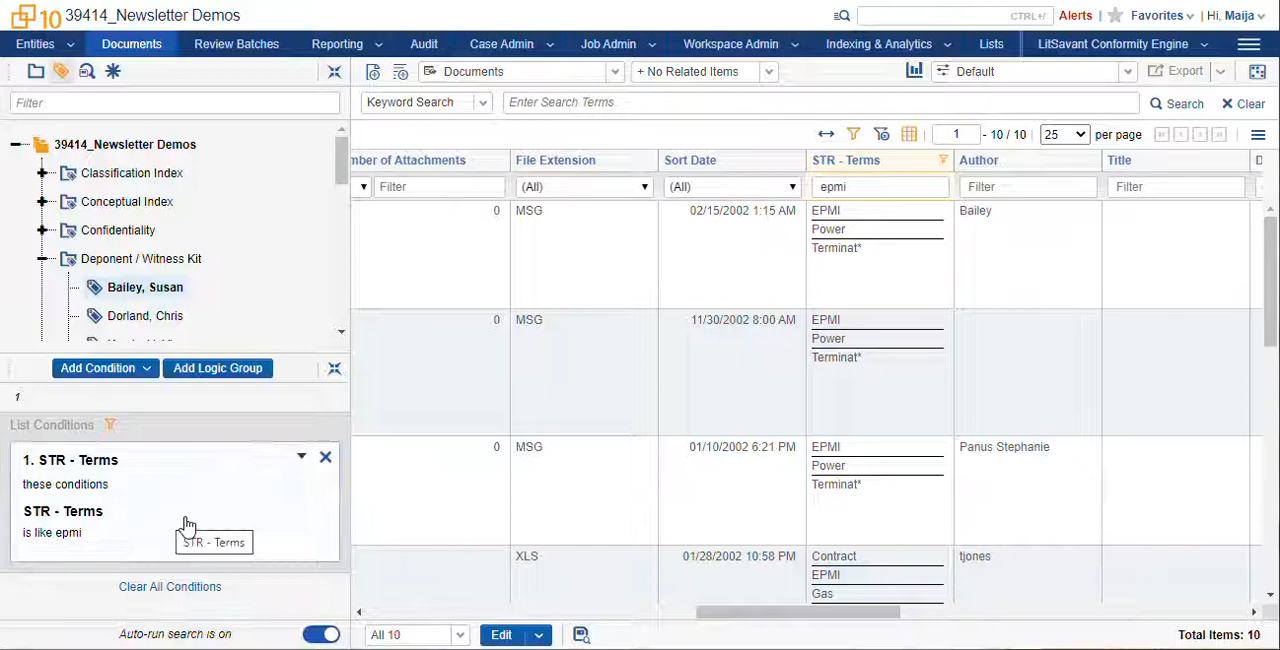 10 39414_Newsletter Demos CTRL+/ Alerts | Favorites | Hi, Maija
Entities Documents Review Batches Reporting Audit Case Admin Job Admin Workspace Admin Indexing & Analytics Lists LitSavant Conformity Engine
Documents + No Related Items Default Export
Filter Keyword Search Enter Search Terms Search Clear
1 - 10 / 10 25 per page
39414_Newsletter Demos
Classification Index
Conceptual Index
Confidentiality
Deponent / Witness Kit
Bailey, Susan
Dorland, Chris
Add Condition Add Logic Group
1
List Conditions
1. STR - Terms
these conditions
STR - Terms
is like epmi
STR - Terms
Clear All Conditions
Auto-run search is on
nber of Attachments File Extension Sort Date STR - Terms Author Title D
Filter (All) (All) epmi Filter Filter
0 MSG 02/15/2002 1:15 AM EPMI Bailey
Power
Terminat*
0 MSG 11/30/2002 8:00 AM EPMI
Power
Terminat*
0 MSG 01/10/2002 6:21 PM EPMI Panus Stephanie
Power
Terminat*
XLS 01/28/2002 10:58 PM Contract tjones
EPMI
Gas
All 10 Edit Total Items: 10